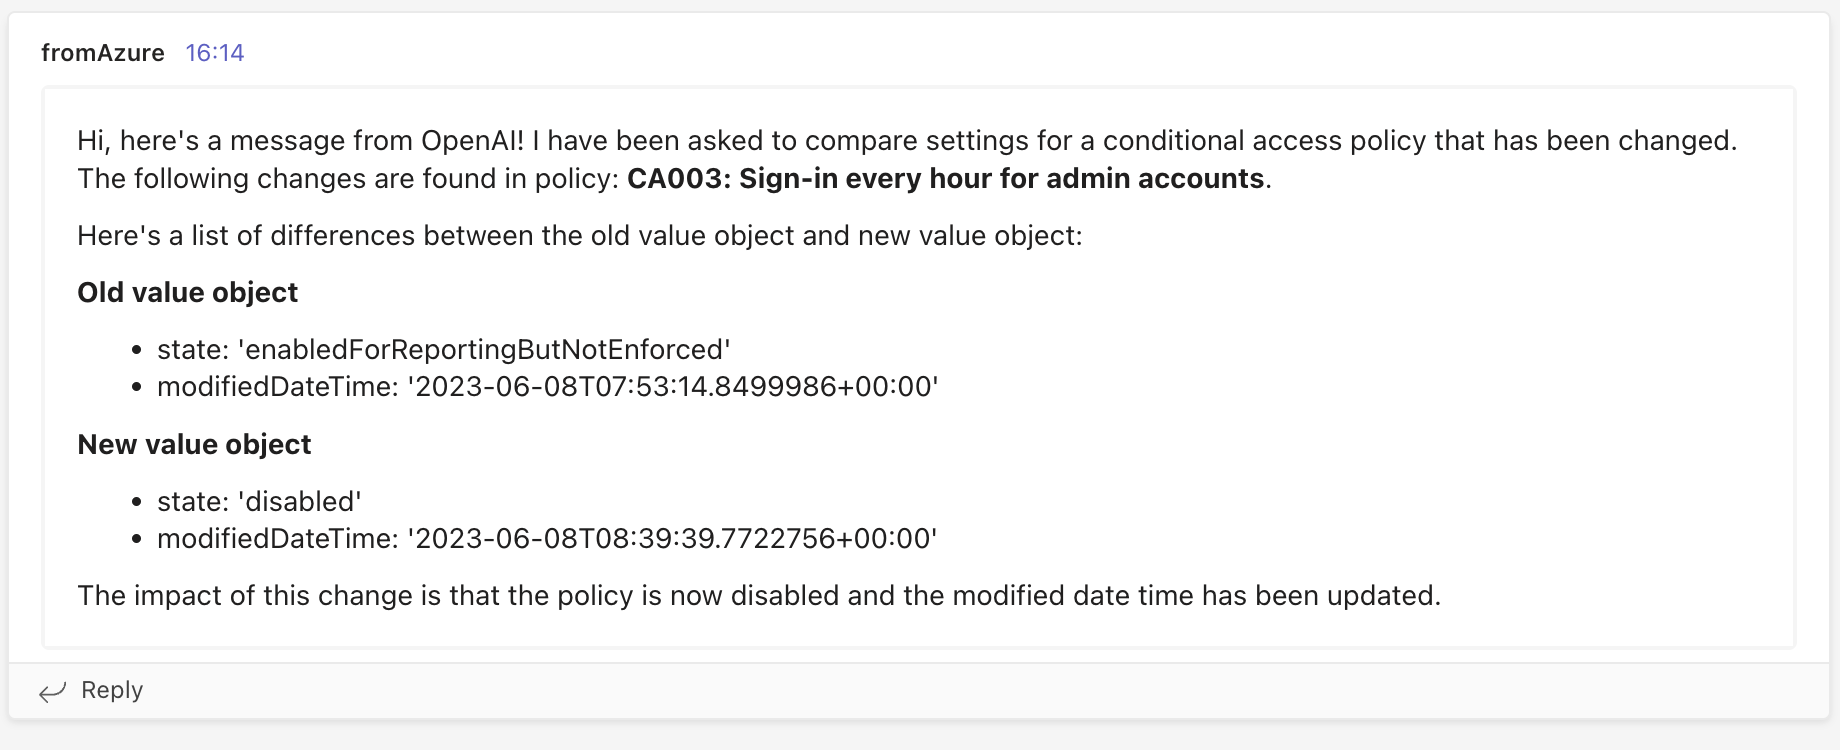 fromAzure 16:14
Hi, here's a message from OpenAI! I have been asked to compare settings for a conditional access policy that has been changed.
The following changes are found in policy: CA003: Sign-in every hour for admin accounts.
Here's a list of differences between the old value object and new value object:
Old value object
• state: 'enabledForReportingButNotEnforced'
• modifiedDateTime: '2023-06-08T07:53:14.8499986+00:00'
New value object
• state: 'disabled'
• modifiedDateTime: '2023-06-08T08:39:39.7722756+00:00'
The impact of this change is that the policy is now disabled and the modified date time has been updated.
Reply